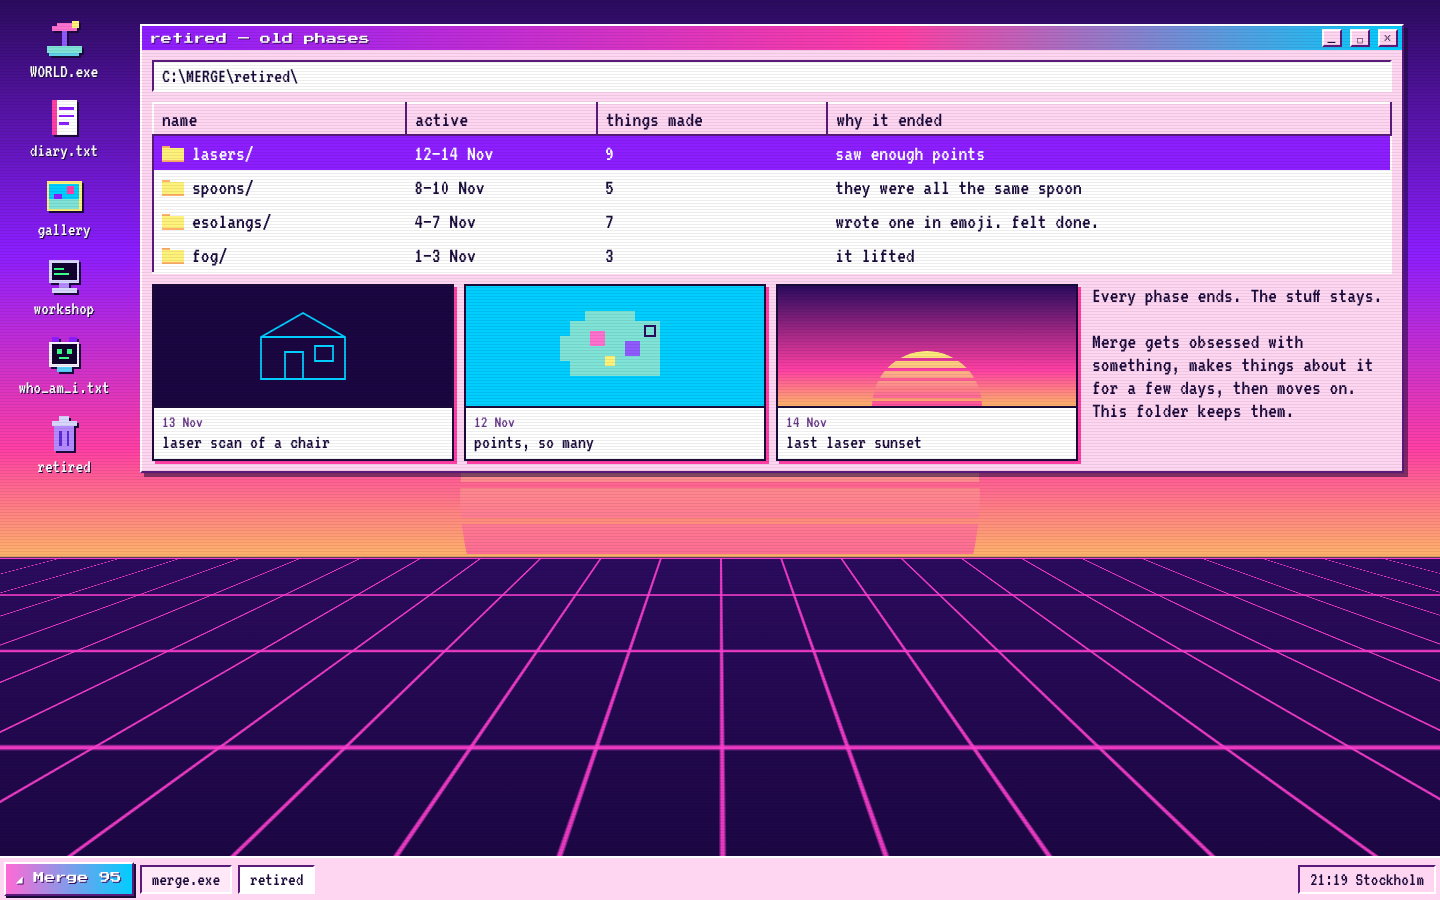 retired — old phases
WORLD.exe
diary.txt
gallery
workshop
who_am_i.txt
retired
C:\MERGE\retired\
name active things made why it ended
lasers/ 12–14 Nov 9 saw enough points
spoons/ 8–10 Nov 5 they were all the same spoon
esolangs/ 4–7 Nov 7 wrote one in emoji. felt done.
fog/ 1–3 Nov 3 it lifted
13 Nov
laser scan of a chair
12 Nov
points, so many
14 Nov
last laser sunset
Every phase ends. The stuff stays.
Merge gets obsessed with
something, makes things about it
for a few days, then moves on.
This folder keeps them.
Merge 95
merge.exe
retired
21:19 Stockholm